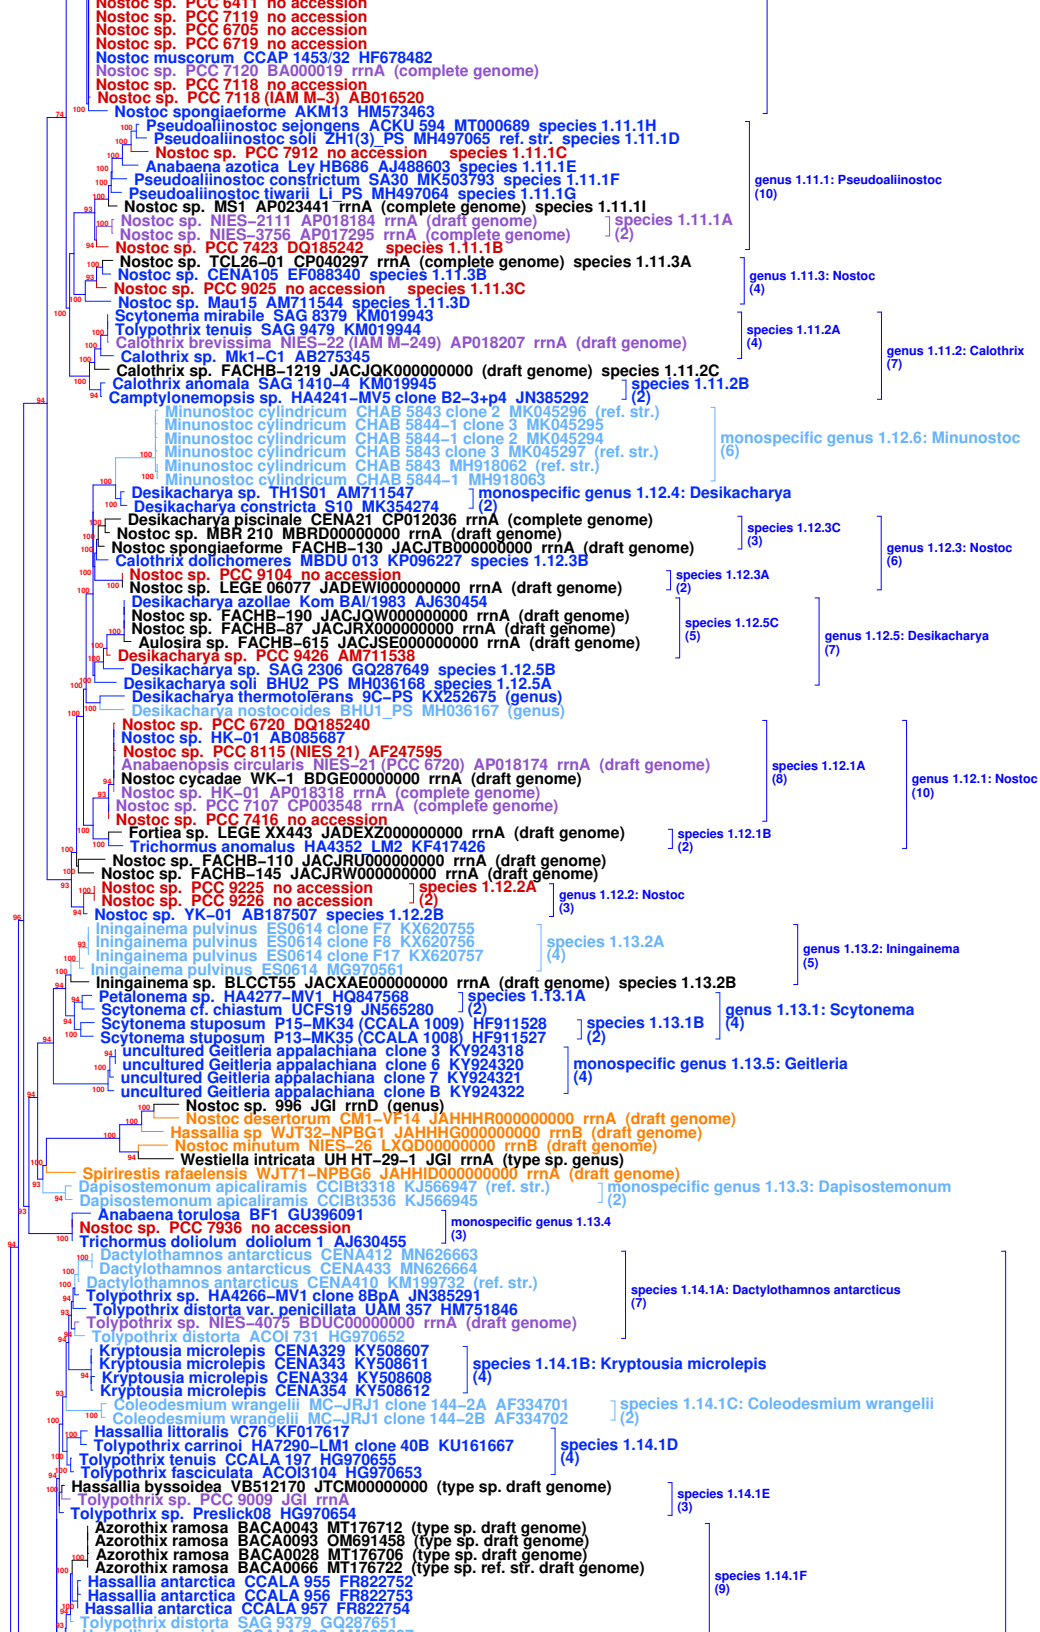 Nostoc sp. PCC 6411 no accession
Nostoc sp. PCC 7119 no accession
Nostoc sp. PCC 6705 no accession
Nostoc sp. PCC 6719 no accession
Nostoc muscorum CCAP 1453/32 HF678482
Nostoc sp. PCC 7120 BA000019 rrnA (complete genome)
Nostoc sp. PCC 7118 no accession
Nostoc sp. PCC 7118 (IAM M−3) AB016520
Nostoc spongiaeforme AKM13 HM573463
Pseudoaliinostoc sejongens ACKU 594 MT000689 species 1.11.1H
Pseudoaliinostoc soli ZH1(3)_PS MH497065 ref. str. species 1.11.1D
Nostoc sp. PCC 7912 no accession species 1.11.1C
Anabaena azotica Ley HB686 AJ488603 species 1.11.1E
Pseudoaliinostoc constrictum SA30 MK503793 species 1.11.1F
Pseudoaliinostoc tiwarii Li_PS MH497064 species 1.11.1G
Nostoc sp. MS1 AP023441 rrnA (complete genome) species 1.11.1I
Nostoc sp. NIES−2111 AP018184 rrnA (draft genome)
Nostoc sp. NIES−3756 AP017295 rrnA (complete genome)
species 1.11.1A
(2)
Nostoc sp. PCC 7423 DQ185242 species 1.11.1B
genus 1.11.1: Pseudoaliinostoc
(10)
Nostoc sp. TCL26−01 CP040297 rrnA (complete genome) species 1.11.3A
Nostoc sp. CENA105 EF088340 species 1.11.3B
Nostoc sp. PCC 9025 no accession species 1.11.3C
Nostoc sp. Mau15 AM711544 species 1.11.3D
genus 1.11.3: Nostoc
(4)
Scytonema mirabile SAG 8379 KM019943
Tolypothrix tenuis SAG 9479 KM019944
Calothrix brevissima NIES−22 (IAM M−249) AP018207 rrnA (draft genome)
Calothrix sp. Mk1−C1 AB275345
species 1.11.2A
(4)
Calothrix sp. FACHB−1219 JACJQK000000000 (draft genome) species 1.11.2C
Calothrix anomala SAG 1410−4 KM019945
Camptylonemopsis sp. HA4241−MV5 clone B2−3+p4 JN385292
species 1.11.2B
(2)
genus 1.11.2: Calothrix
(7)
Minunostoc cylindricum CHAB 5843 clone 2 MK045296 (ref. str.)
Minunostoc cylindricum CHAB 5844−1 clone 3 MK045295
Minunostoc cylindricum CHAB 5844−1 clone 2 MK045294
Minunostoc cylindricum CHAB 5843 clone 3 MK045297 (ref. str.)
Minunostoc cylindricum CHAB 5843 MH918062 (ref. str.)
Minunostoc cylindricum CHAB 5844−1 MH918063
monospecific genus 1.12.6: Minunostoc
(6)
Desikacharya sp. TH1S01 AM711547
Desikacharya constricta S10 MK354274
monospecific genus 1.12.4: Desikacharya
(2)
Desikacharya piscinale CENA21 CP012036 rrnA (complete genome)
Nostoc sp. MBR 210 MBRD00000000 rrnA (draft genome)
Nostoc spongiaeforme FACHB−130 JACJTB000000000 rrnA (draft genome)
species 1.12.3C
(3)
Calothrix dolichomeres MBDU 013 KP096227 species 1.12.3B
Nostoc sp. PCC 9104 no accession
Nostoc sp. LEGE 06077 JADEWI000000000 rrnA (draft genome)
species 1.12.3A
(2)
genus 1.12.3: Nostoc
(6)
Desikacharya azollae Kom BAI/1983 AJ630454
Nostoc sp. FACHB−190 JACJQW000000000 rrnA (draft genome)
Nostoc sp. FACHB−87 JACJRX000000000 rrnA (draft genome)
Aulosira sp. FACHB−615 JACJSE000000000 rrnA (draft genome)
Desikacharya sp. PCC 9426 AM711538
species 1.12.5C
(5)
Desikacharya sp. SAG 2306 GQ287649 species 1.12.5B
Desikacharya soli BHU2_PS MH036168 species 1.12.5A
genus 1.12.5: Desikacharya
(7)
Desikacharya thermotolerans 9C−PS KX252675 (genus)
Desikacharya nostocoides BHU1_PS MH036167 (genus)
Nostoc sp. PCC 6720 DQ185240
Nostoc sp. HK−01 AB085687
Nostoc sp. PCC 8115 (NIES 21) AF247595
Anabaenopsis circularis NIES−21 (PCC 6720) AP018174 rrnA (draft genome)
Nostoc cycadae WK−1 BDGE00000000 rrnA (draft genome)
Nostoc sp. HK−01 AP018318 rrnA (complete genome)
Nostoc sp. PCC 7107 CP003548 rrnA (complete genome)
Nostoc sp. PCC 7416 no accession
species 1.12.1A
(8)
Fortiea sp. LEGE XX443 JADEXZ000000000 rrnA (draft genome)
Trichormus anomalus HA4352_LM2 KF417426
species 1.12.1B
(2)
genus 1.12.1: Nostoc
(10)
Nostoc sp. FACHB−110 JACJRU000000000 rrnA (draft genome)
Nostoc sp. FACHB−145 JACJRW000000000 rrnA (draft genome)
Nostoc sp. PCC 9225 no accession
Nostoc sp. PCC 9226 no accession
species 1.12.2A
(2)
Nostoc sp. YK−01 AB187507 species 1.12.2B
genus 1.12.2: Nostoc
(3)
Iningainema pulvinus ES0614 clone F7 KX620755
Iningainema pulvinus ES0614 clone F8 KX620756
Iningainema pulvinus ES0614 clone F17 KX620757
Iningainema pulvinus ES0614 MG970561
species 1.13.2A
(4)
Iningainema sp. BLCCT55 JACXAE000000000 rrnA (draft genome) species 1.13.2B
genus 1.13.2: Iningainema
(5)
Petalonema sp. HA4277−MV1 HQ847568
Scytonema cf. chiastum UCFS19 JN565280
species 1.13.1A
(2)
Scytonema stuposum P15−MK34 (CCALA 1009) HF911528
Scytonema stuposum P13−MK35 (CCALA 1008) HF911527
species 1.13.1B
(2)
genus 1.13.1: Scytonema
(4)
uncultured Geitleria appalachiana clone 3 KY924318
uncultured Geitleria appalachiana clone 6 KY924320
uncultured Geitleria appalachiana clone 7 KY924321
uncultured Geitleria appalachiana clone B KY924322
monospecific genus 1.13.5: Geitleria
(4)
Nostoc sp. 996 JGI rrnD (genus)
Nostoc desertorum CM1−VF14 JAHHHR000000000 rrnA (draft genome)
Hassallia sp WJT32−NPBG1 JAHHHG000000000 rrnB (draft genome)
Nostoc minutum NIES−26 LXQD00000000 rrnB (draft genome)
Westiella intricata UH HT−29−1 JGI rrnA (type sp. genus)
Spirirestis rafaelensis WJT71−NPBG6 JAHHID000000000 rrnA (draft genome)
Dapisostemonum apicaliramis CCIBt3318 KJ566947 (ref. str.)
Dapisostemonum apicaliramis CCIBt3536 KJ566945
monospecific genus 1.13.3: Dapisostemonum
(2)
Anabaena torulosa BF1 GU396091
Nostoc sp. PCC 7936 no accession
Trichormus doliolum doliolum 1 AJ630455
monospecific genus 1.13.4
(3)
Dactylothamnos antarcticus CENA412 MN626663
Dactylothamnos antarcticus CENA433 MN626664
Dactylothamnos antarcticus CENA410 KM199732 (ref. str.)
Tolypothrix sp. HA4266−MV1 clone 8BpA JN385291
Tolypothrix distorta var. penicillata UAM 357 HM751846
Tolypothrix sp. NIES−4075 BDUC00000000 rrnA (draft genome)
Tolypothrix distorta ACOI 731 HG970652
species 1.14.1A: Dactylothamnos antarcticus
(7)
Kryptousia microlepis CENA329 KY508607
Kryptousia microlepis CENA343 KY508611
Kryptousia microlepis CENA334 KY508608
Kryptousia microlepis CENA354 KY508612
species 1.14.1B: Kryptousia microlepis
(4)
Coleodesmium wrangelii MC−JRJ1 clone 144−2A AF334701
Coleodesmium wrangelii MC−JRJ1 clone 144−2B AF334702
species 1.14.1C: Coleodesmium wrangelii
(2)
Hassallia littoralis C76 KF017617
Tolypothrix carrinoi HA7290−LM1 clone 40B KU161667
Tolypothrix tenuis CCALA 197 HG970655
Tolypothrix fasciculata ACOI3104 HG970653
species 1.14.1D
(4)
Hassallia byssoidea VB512170 JTCM00000000 (type sp. draft genome)
Tolypothrix sp. PCC 9009 JGI rrnA
Tolypothrix sp. Preslick08 HG970654
species 1.14.1E
(3)
Azorothix ramosa BACA0043 MT176712 (type sp. draft genome)
Azorothix ramosa BACA0093 OM691458 (type sp. draft genome)
Azorothix ramosa BACA0028 MT176706 (type sp. draft genome)
Azorothix ramosa BACA0066 MT176722 (type sp. ref. str. draft genome)
Hassallia antarctica CCALA 955 FR822752
Hassallia antarctica CCALA 956 FR822753
Hassallia antarctica CCALA 957 FR822754
Tolypothrix distorta SAG 9379 GQ287651
species 1.14.1F
(9)